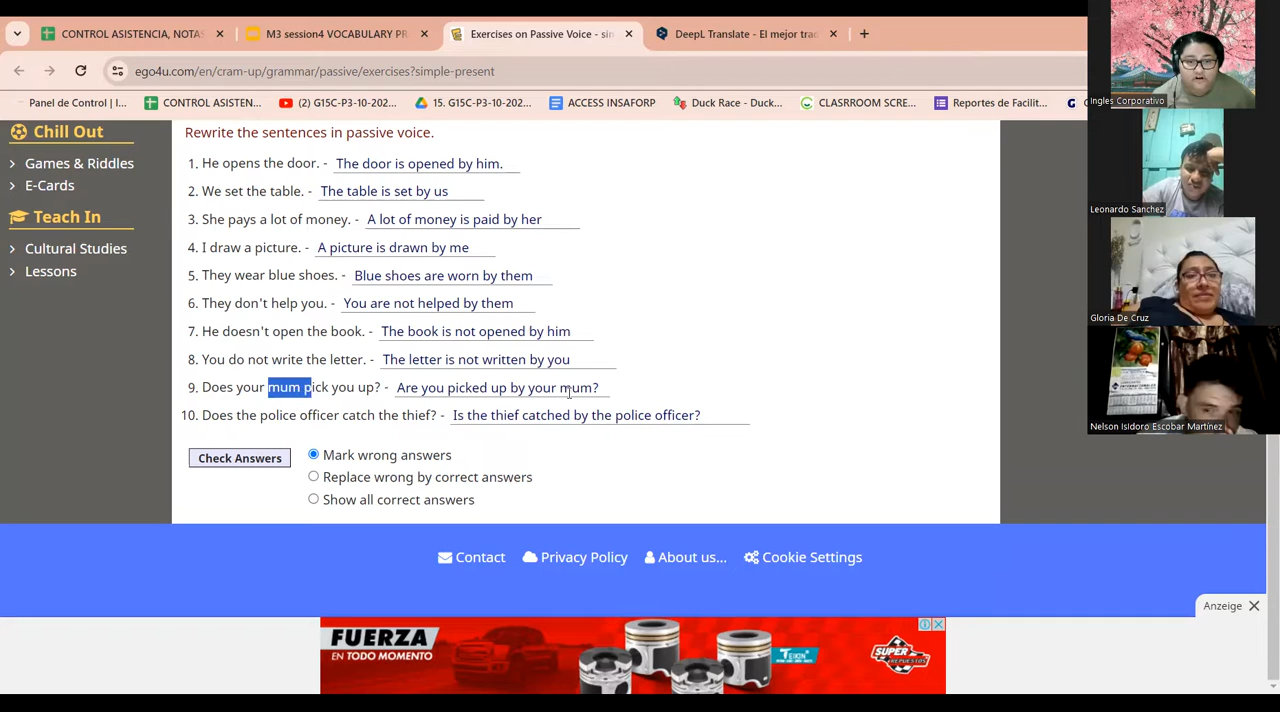 CONTROL ASISTENCIA, NOTAS
M3 session4 VOCABULARY PR
Exercises on Passive Voice - sin
DeepL Translate - El mejor trad
ego4u.com/en/cram-up/grammar/passive/exercises?simple-present
Panel de Control | I...
CONTROL ASISTEN...
(2) G15C-P3-10-202...
15. G15C-P3-10-202...
ACCESS INSAFORP
Duck Race - Duck...
CLASRROOM SCRE...
Reportes de Facilit...
Ingles Corporativo
Leonardo Sanchez
Gloria De Cruz
Nelson Isidoro Escobar Martínez
Chill Out
Games & Riddles
E-Cards
Teach In
Cultural Studies
Lessons
Rewrite the sentences in passive voice.
1. He opens the door. - The door is opened by him.
2. We set the table. - The table is set by us
3. She pays a lot of money. - A lot of money is paid by her
4. I draw a picture. - A picture is drawn by me
5. They wear blue shoes. - Blue shoes are worn by them
6. They don't help you. - You are not helped by them
7. He doesn't open the book. - The book is not opened by him
8. You do not write the letter. - The letter is not written by you
9. Does your mum pick you up? - Are you picked up by your mum?
10. Does the police officer catch the thief? - Is the thief catched by the police officer?
Check Answers
Mark wrong answers
Replace wrong by correct answers
Show all correct answers
Contact
Privacy Policy
About us...
Cookie Settings
Anzeige
FUERZA
EN TODO MOMENTO
TEIKIN
SUPER
REPUESTOS